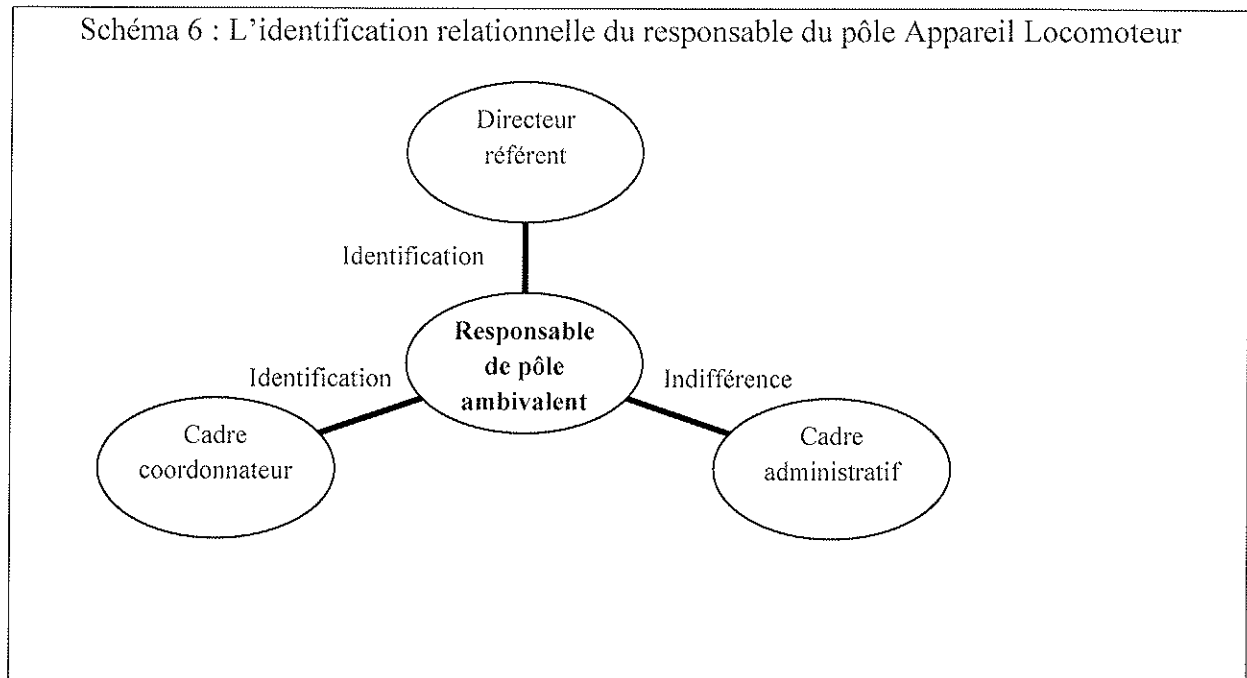 Schéma 6 : L'identification relationnelle du responsable du pôle Appareil Locomoteur
Directeur
référent
Identification
Responsable
de pôle
ambivalent
Identification
Indifférence
Cadre
coordonnateur
Cadre
administratif